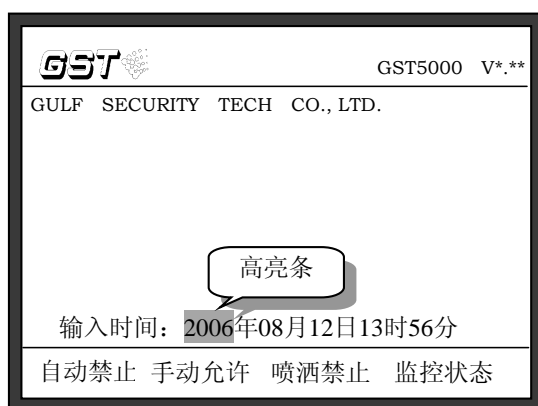 GST GST5000 V*.**
GULF SECURITY TECH CO., LTD.
高亮条
输入时间：2006年08月12日13时56分
自动禁止 手动允许 喷洒禁止 监控状态